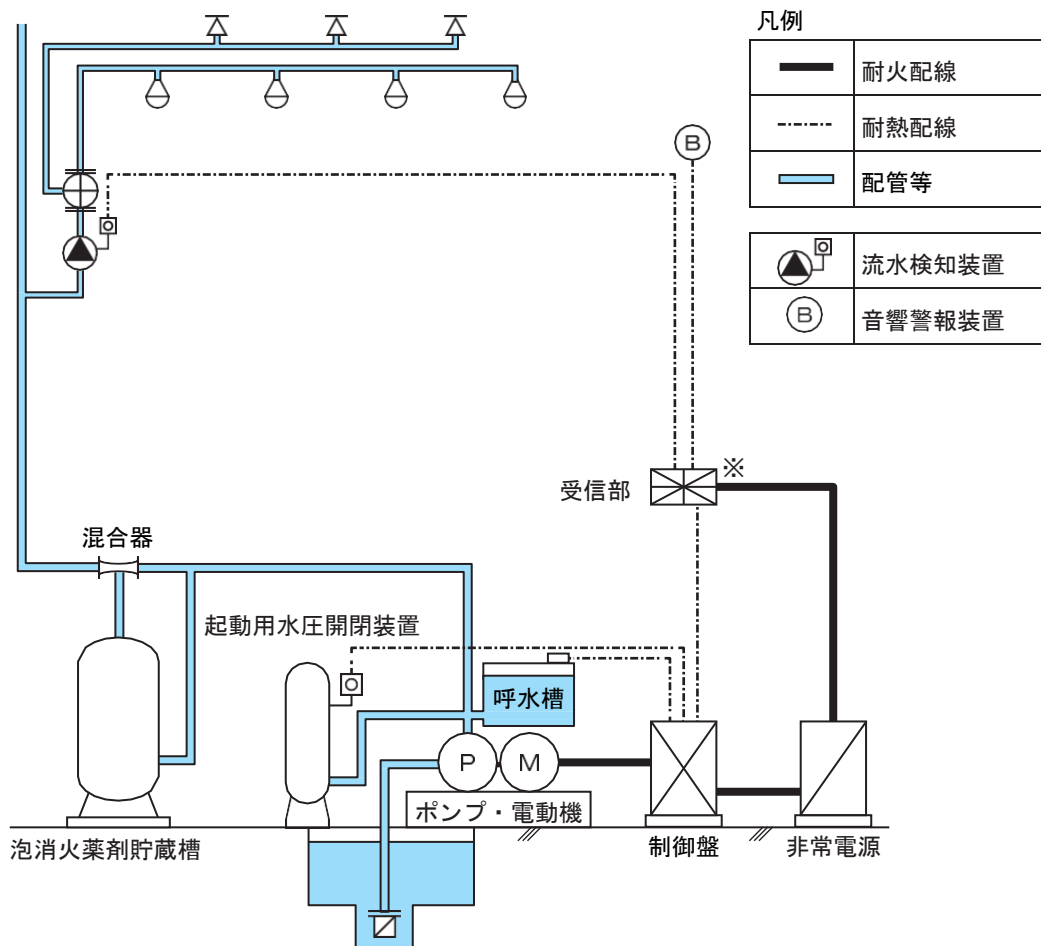 凡例
耐火配線
耐熱配線
配管等
流水検知装置
B
音響警報装置
B
※
受信部
混合器
起動用水圧開閉装置
呼水槽
P
M
ポンプ・電動機
制御盤
非常電源
泡消火薬剤貯蔵槽